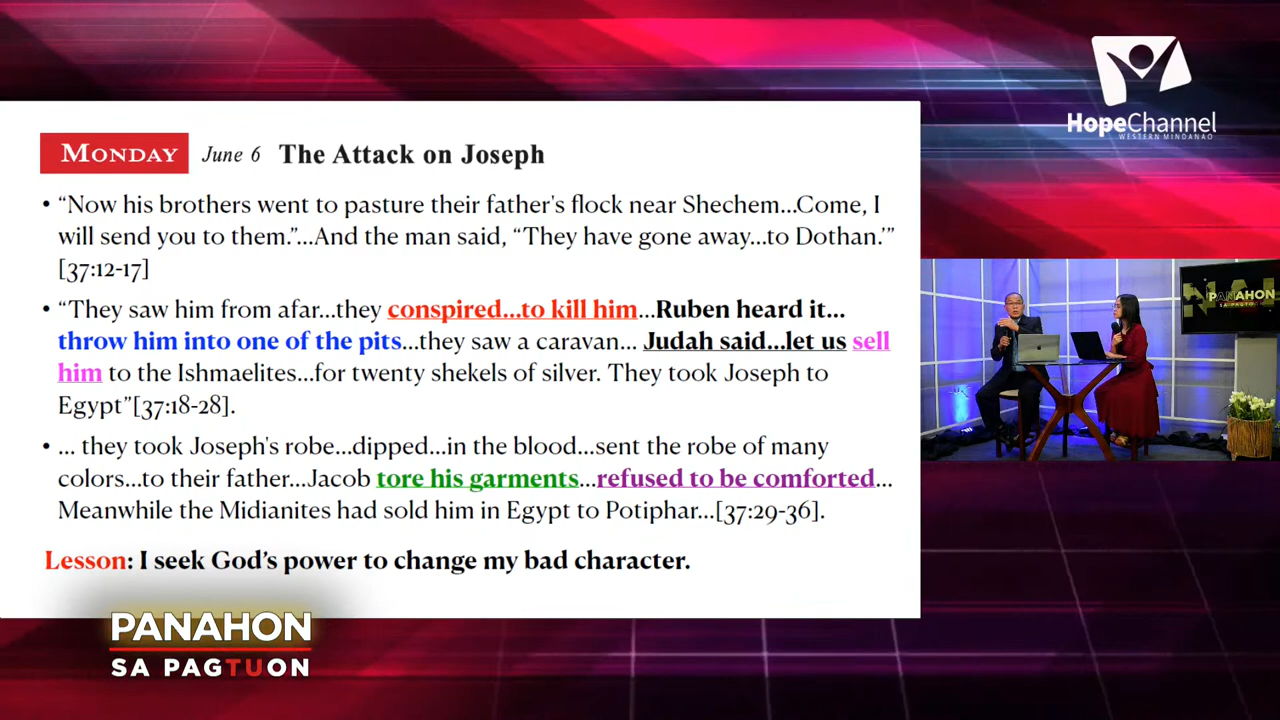 HopeChannel
WESTERN MINDANAO
MONDAY June 6 The Attack on Joseph
• “Now his brothers went to pasture their father's flock near Shechem...Come, I
will send you to them.”...And the man said, “They have gone away...to Dothan.’”
[37:12-17]
• “They saw him from afar...they conspired...to kill him...Ruben heard it...
throw him into one of the pits...they saw a caravan... Judah said...let us sell
him to the Ishmaelites...for twenty shekels of silver. They took Joseph to
Egypt”[37:18-28].
• ... they took Joseph's robe...dipped...in the blood...sent the robe of many
colors...to their father...Jacob tore his garments...refused to be comforted...
Meanwhile the Midianites had sold him in Egypt to Potiphar...[37:29-36].
Lesson: I seek God’s power to change my bad character.
PANAHON
SA PAGTUON
PANAHON
SA PAGTUON